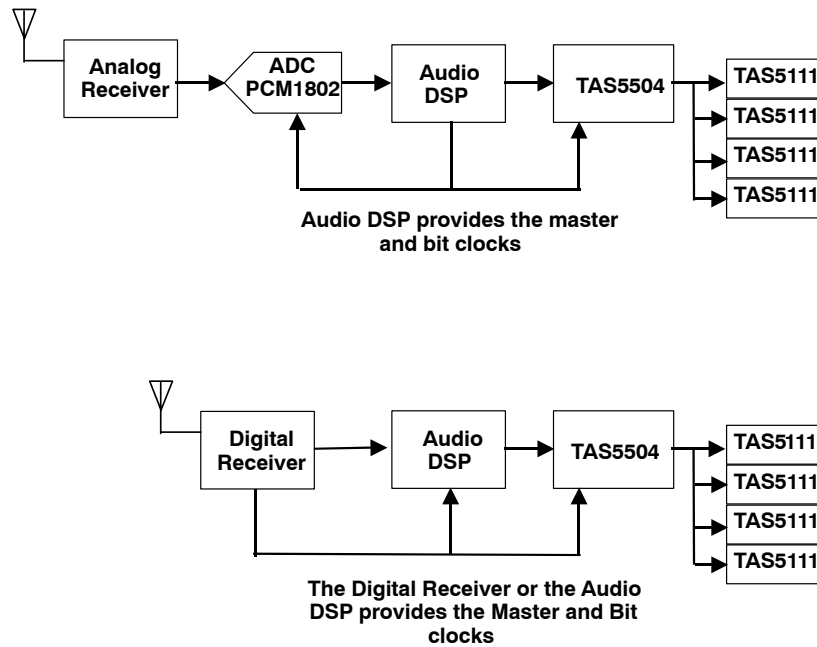 Analog
Receiver
ADC
PCM1802
Audio
DSP
TAS5504
TAS5111
TAS5111
TAS5111
TAS5111
Audio DSP provides the master
and bit clocks
Digital
Receiver
Audio
DSP
TAS5504
TAS5111
TAS5111
TAS5111
TAS5111
The Digital Receiver or the Audio
DSP provides the Master and Bit
clocks